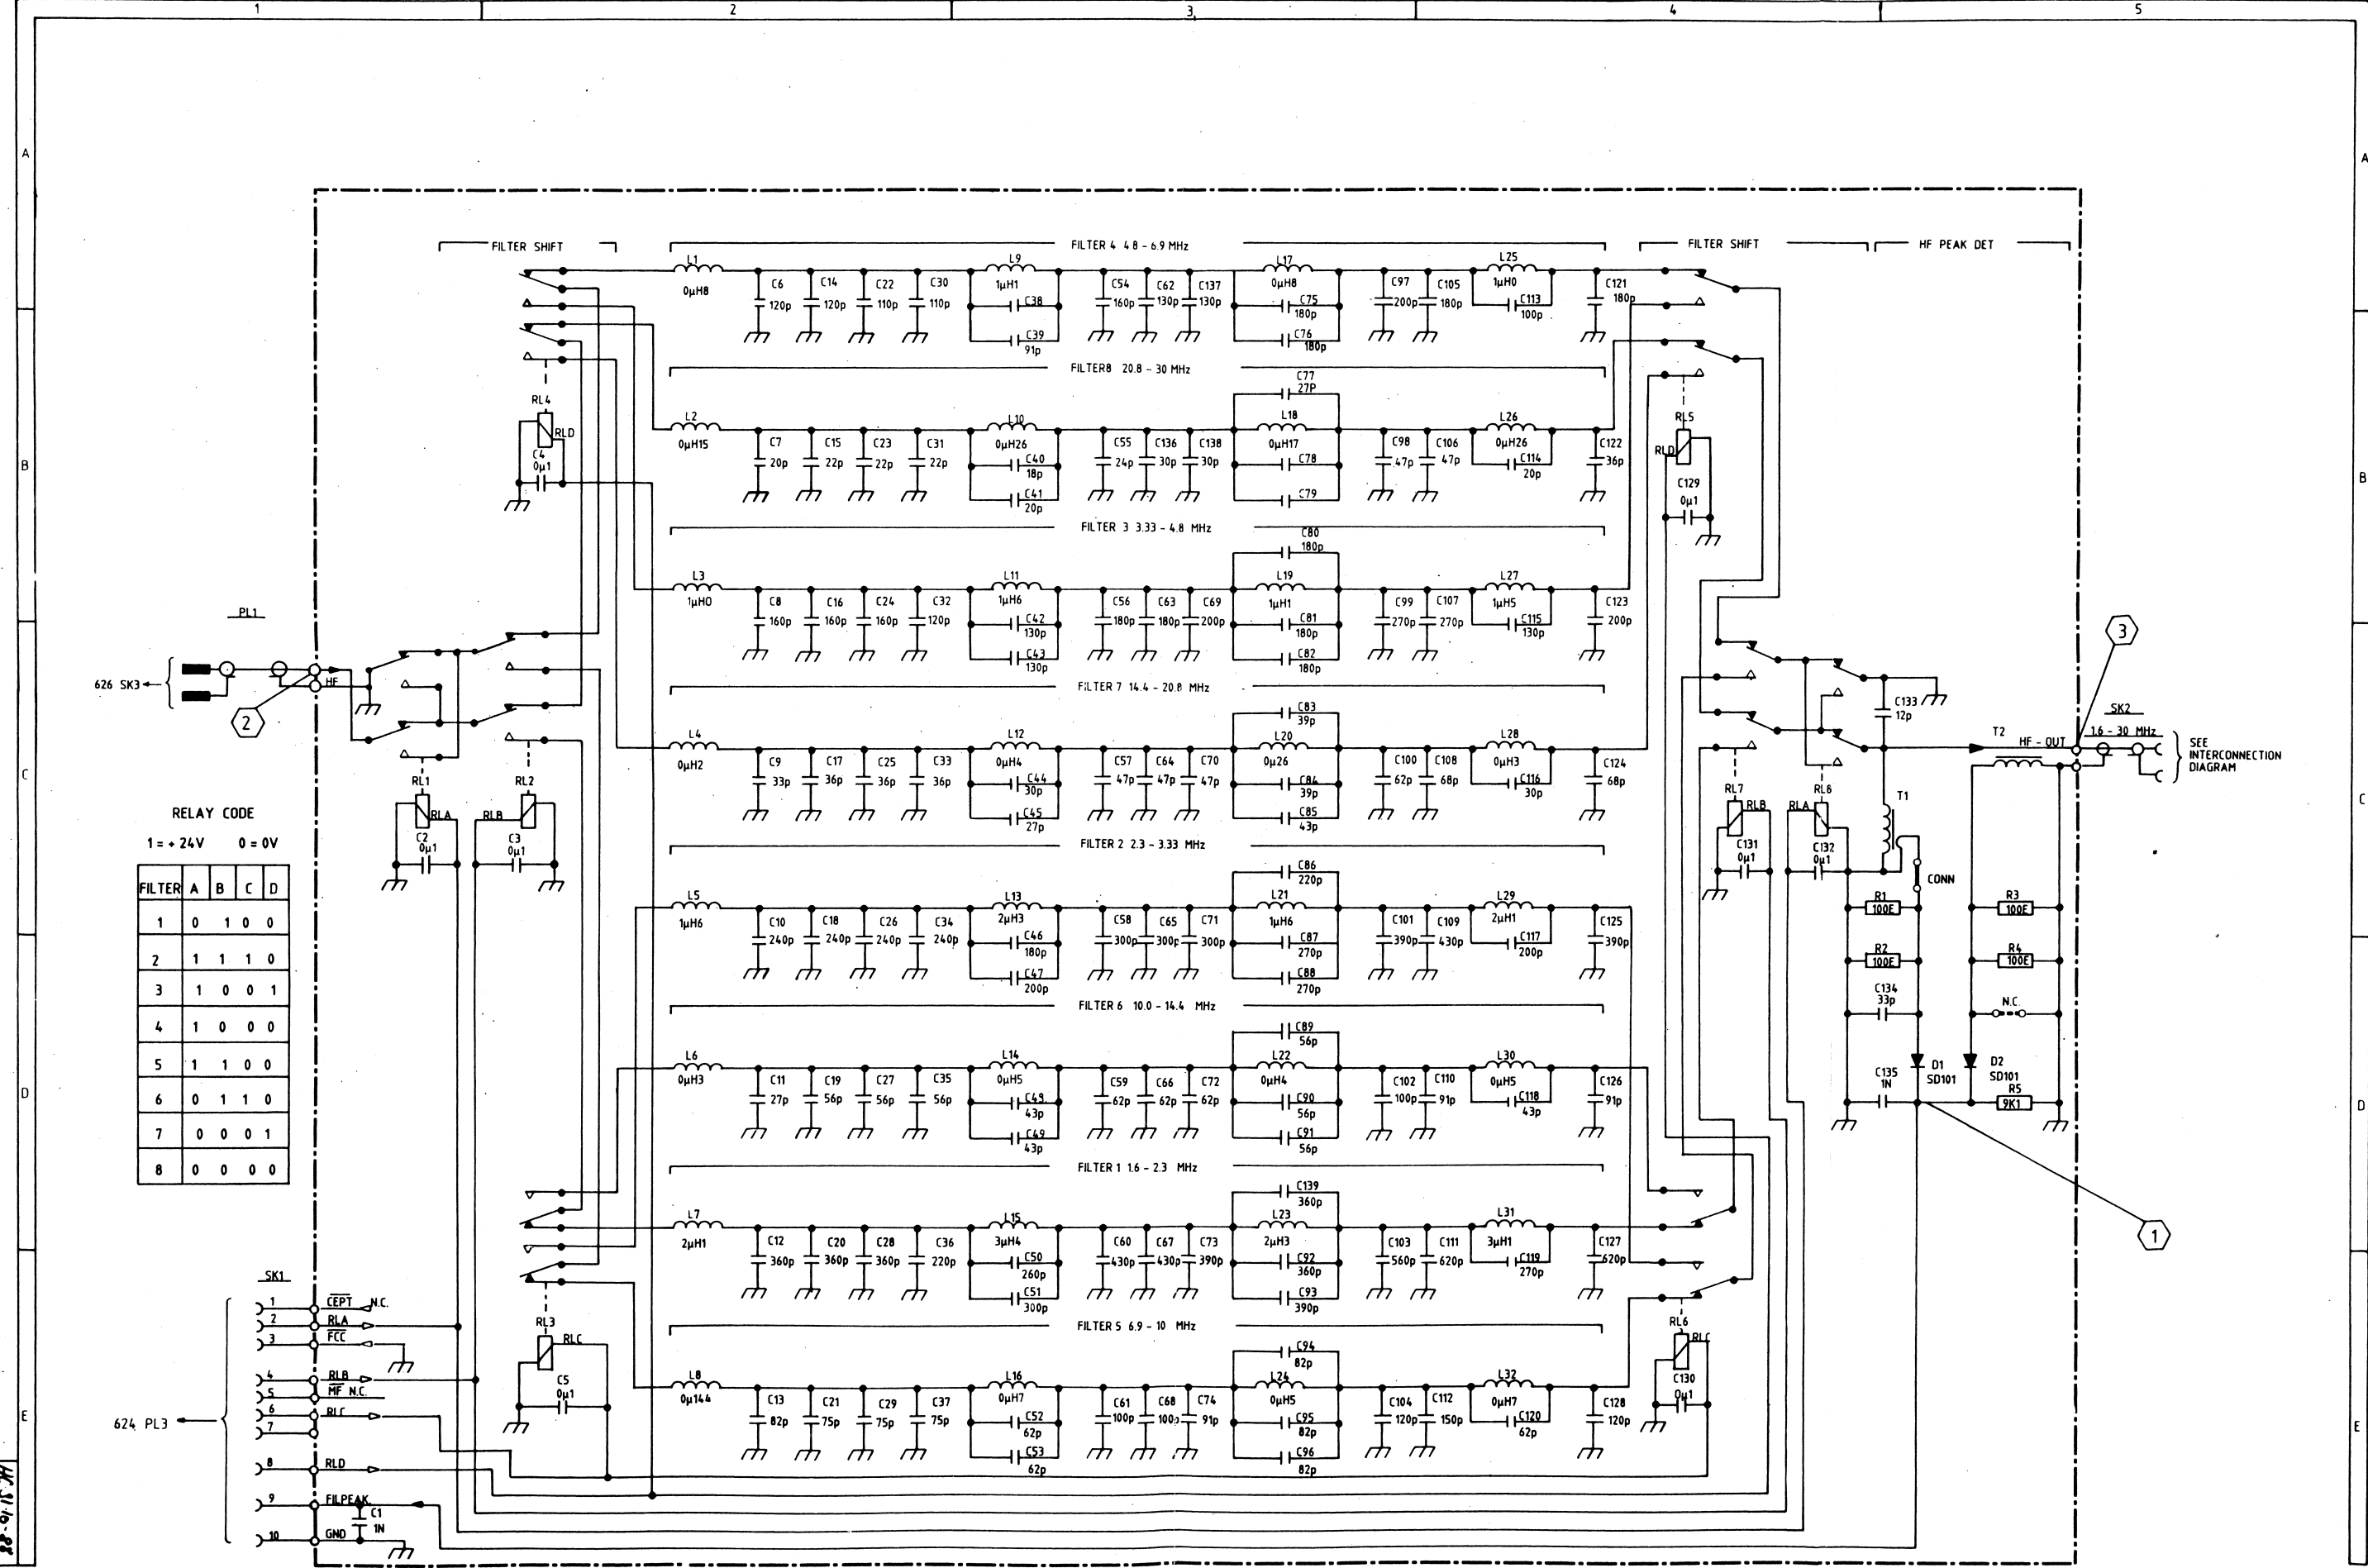 1 2 3 4 5
A A
B B
C C
D D
E E
FILTER SHIFT
FILTER 4 4.8 - 6.9 MHz
FILTER SHIFT
HF PEAK DET
L1 0µH8
C6 120p
C14 120p
C22 110p
C30 110p
L9 1µH1
C38
C39 91p
C54 160p
C62 130p
C137 130p
L17 0µH8
C75 180p
C76 180p
C97 200p
C105 180p
L25 1µH0
C113 100p
C121 180p
FILTER8 20.8 - 30 MHz
L2 0µH15
C7 20p
C15 22p
C23 22p
C31 22p
L10 0µH26
C40 18p
C41 20p
C55 24p
C136 30p
C138 30p
C77 27P
L18 0µH17
C78
C79
C98 47p
C106 47p
L26 0µH26
C114 20p
C122 36p
FILTER 3 3.33 - 4.8 MHz
L3 1µH0
C8 160p
C16 160p
C24 160p
C32 120p
L11 1µH6
C42 130p
C43 130p
C56 180p
C63 180p
C69 200p
C80 180p
L19 1µH1
C81 180p
C82 180p
C99 270p
C107 270p
L27 1µH5
C115 130p
C123 200p
FILTER 7 14.4 - 20.8 MHz
L4 0µH2
C9 33p
C17 36p
C25 36p
C33 36p
L12 0µH4
C44 30p
C45 27p
C57 47p
C64 47p
C70 47p
C83 39p
L20 0µ26
C84 39p
C85 43p
C100 62p
C108 68p
L28 0µH3
C116 30p
C124 68p
FILTER 2 2.3 - 3.33 MHz
L5 1µH6
C10 240p
C18 240p
C26 240p
C34 240p
L13 2µH3
C46 180p
C47 200p
C58 300p
C65 300p
C71 300p
C86 220p
L21 1µH6
C87 270p
C88 270p
C101 390p
C109 430p
L29 2µH1
C117 200p
C125 390p
FILTER 6 10.0 - 14.4 MHz
L6 0µH3
C11 27p
C19 56p
C27 56p
C35 56p
L14 0µH5
C48 43p
C49 43p
C59 62p
C66 62p
C72 62p
C89 56p
L22 0µH4
C90 56p
C91 56p
C102 100p
C110 91p
L30 0µH5
C118 43p
C126 91p
FILTER 1 1.6 - 2.3 MHz
L7 2µH1
C12 360p
C20 360p
C28 360p
C36 220p
L15 3µH4
C50 260p
C51 300p
C60 430p
C67 430p
C73 390p
C139 360p
L23 2µH3
C92 360p
C93 390p
C103 560p
C111 620p
L31 3µH1
C119 270p
C127 620p
FILTER 5 6.9 - 10 MHz
L8 0µ144
C13 82p
C21 75p
C29 75p
C37 75p
L16 0µH7
C52 62p
C53 62p
C61 100p
C68 100p
C74 91p
C94 82p
L24 0µH5
C95 82p
C96 82p
C104 120p
C112 150p
L32 0µH7
C120 62p
C128 120p
RL4
RLD
C4
0µ1
PL1
626 SK3
HF
2
RL1
RLA
C2
0µ1
RL2
RLB
C3
0µ1
RL3
RLC
C5
0µ1
RELAY CODE
1 = + 24V 0 = 0V
FILTER A B C D
1 0 1 0 0
2 1 1 1 0
3 1 0 0 1
4 1 0 0 0
5 1 1 0 0
6 0 1 1 0
7 0 0 0 1
8 0 0 0 0
SK1
1 CEPT N.C.
2 RLA
3 FCC
4 RLB
5 MF N.C.
6 RLC
7
8 RLD
9 FILPEAK
10 GND
C1
1N
624 PL3
RL5
RLD
C129
0µ1
RL7
RLB
C131
0µ1
RL6
RLA
C132
0µ1
RL6
RLC
C130
0µ1
C133
12p
T1
CONN
T2
HF - OUT
3
SK2
1.6 - 30 MHz
SEE
INTERCONNECTION
DIAGRAM
R1
100E
R2
100E
C134
33p
C135
1N
D1
SD101
R3
100E
R4
100E
N.C.
D2
SD101
R5
9K1
1